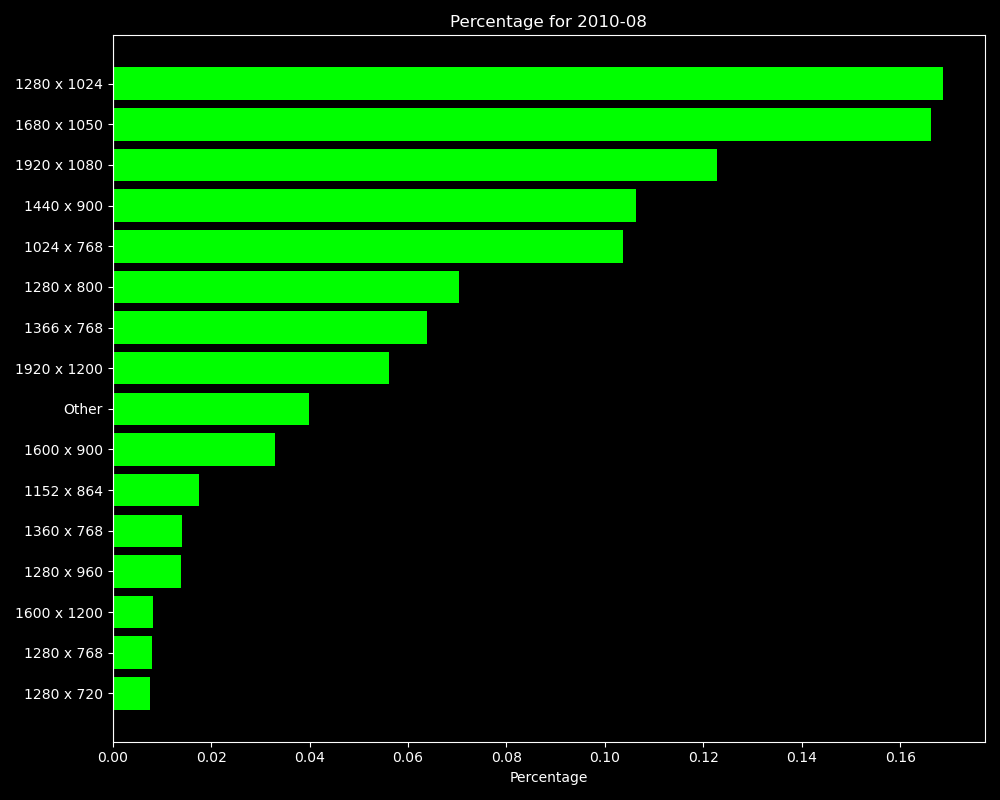 Percentage for 2010-08
1280 x 1024
1680 x 1050
1920 x 1080
1440 x 900
1024 x 768
1280 x 800
1366 x 768
1920 x 1200
Other
1600 x 900
1152 x 864
1360 x 768
1280 x 960
1600 x 1200
1280 x 768
1280 x 720
0.00 0.02 0.04 0.06 0.08 0.10 0.12 0.14 0.16
Percentage